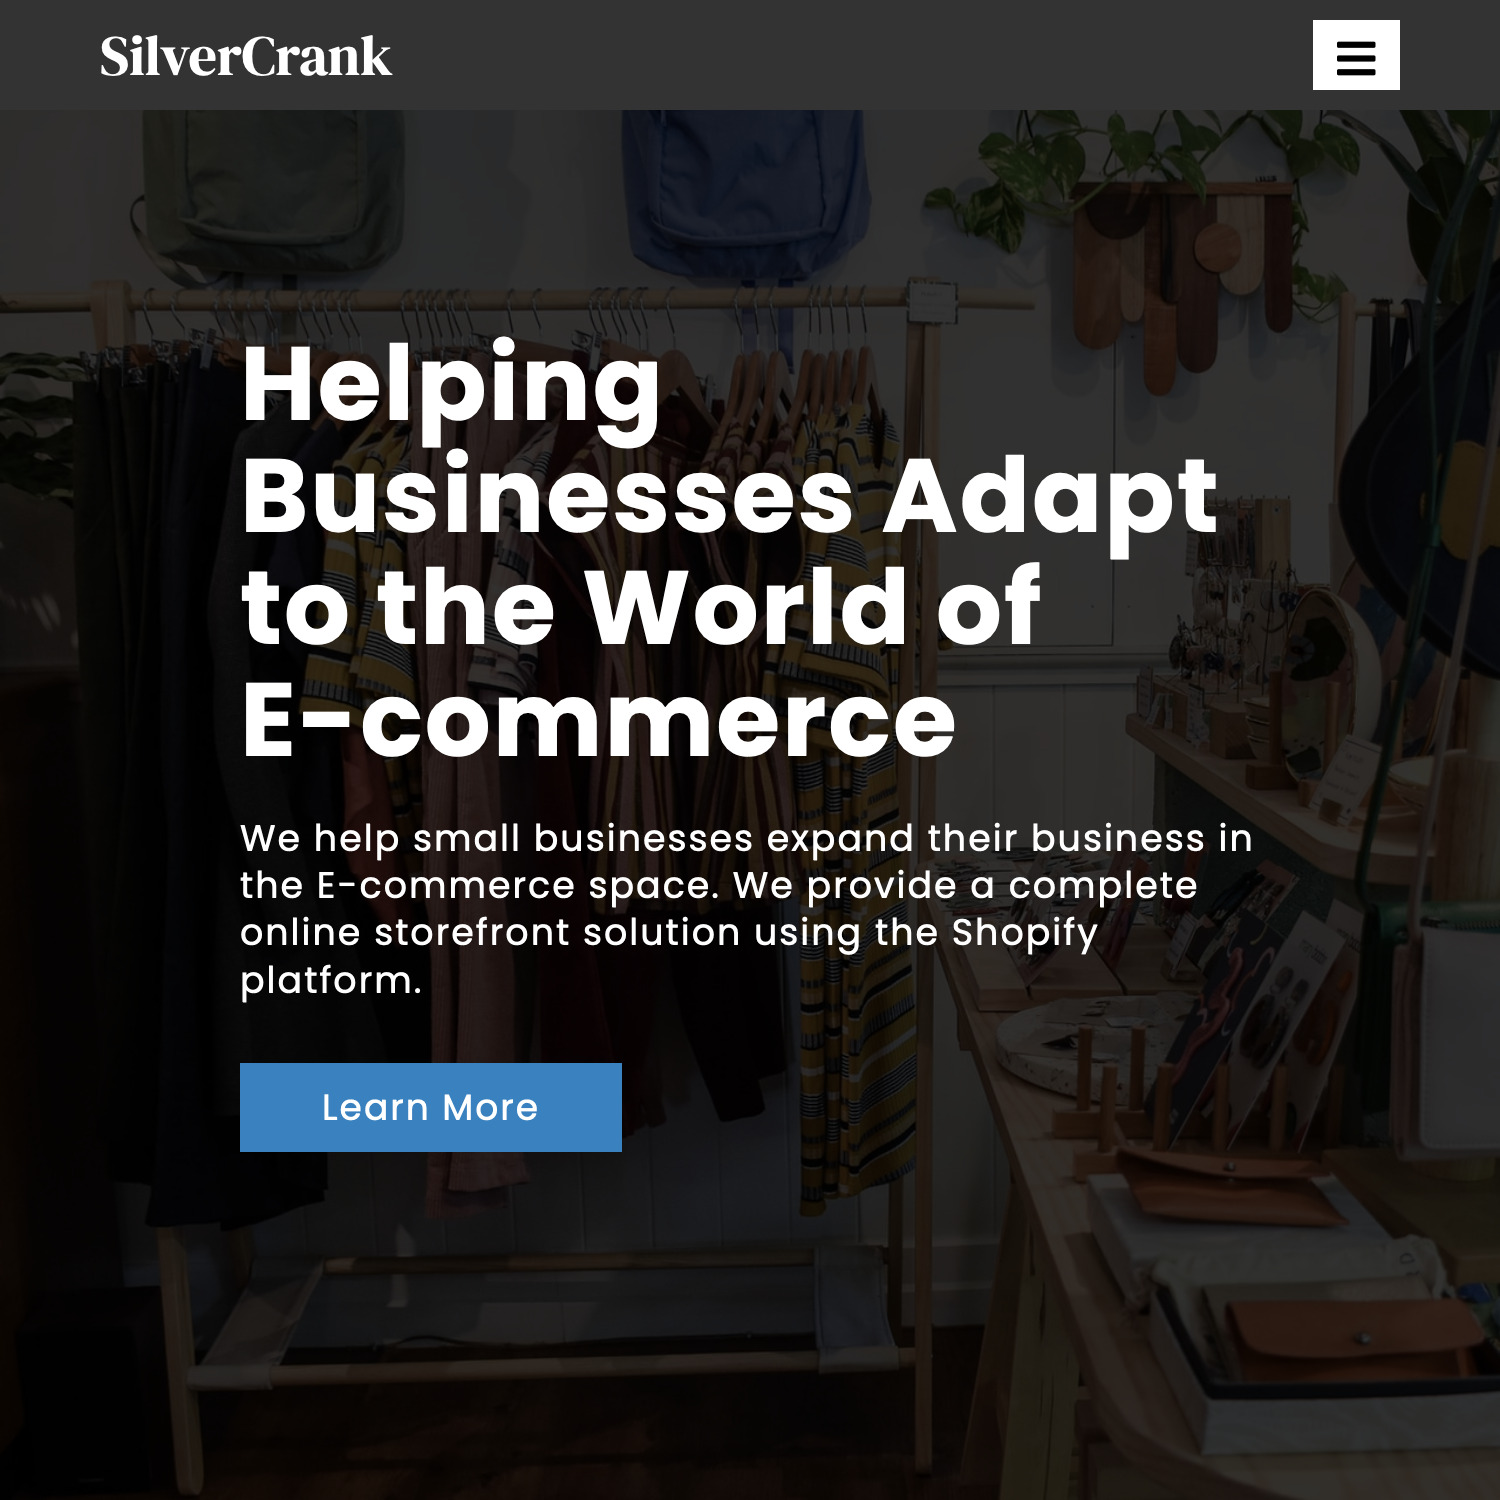 SilverCrank
Helping
Businesses Adapt
to the World of
E-commerce
We help small businesses expand their business in
the E-commerce space. We provide a complete
online storefront solution using the Shopify
platform.
Learn More